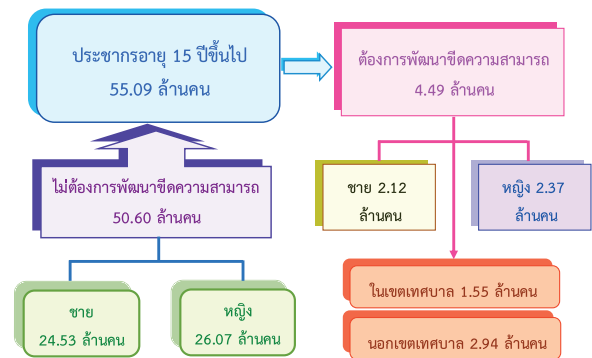 ประชากรอายุ 15 ปีขึ้นไป
55.09 ล้านคน
ต้องการพัฒนาขีดความสามารถ
4.49 ล้านคน
ไม่ต้องการพัฒนาขีดความสามารถ
50.60 ล้านคน
ชาย 2.12
ล้านคน
หญิง 2.37
ล้านคน
ชาย
24.53 ล้านคน
หญิง
26.07 ล้านคน
ในเขตเทศบาล 1.55 ล้านคน
นอกเขตเทศบาล 2.94 ล้านคน